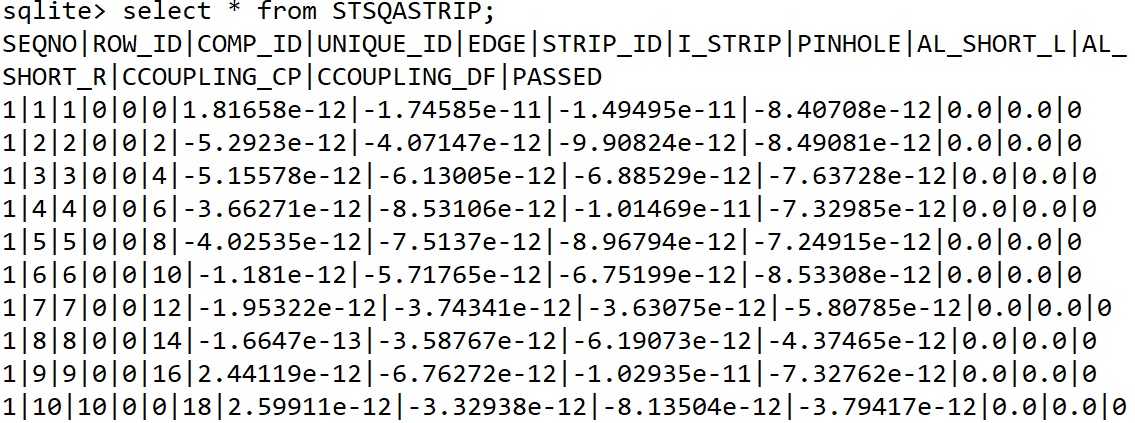 sqlite> select * from STSQASTRIP;
SEQNO|ROW_ID|COMP_ID|UNIQUE_ID|EDGE|STRIP_ID|I_STRIP|PINHOLE|AL_SHORT_L|AL_
SHORT_R|CCOUPLING_CP|CCOUPLING_DF|PASSED
1|1|1|0|0|0|1.81658e-12|-1.74585e-11|-1.49495e-11|-8.40708e-12|0.0|0.0|0
1|2|2|0|0|2|-5.2923e-12|-4.07147e-12|-9.90824e-12|-8.49081e-12|0.0|0.0|0
1|3|3|0|0|4|-5.15578e-12|-6.13005e-12|-6.88529e-12|-7.63728e-12|0.0|0.0|0
1|4|4|0|0|6|-3.66271e-12|-8.53106e-12|-1.01469e-11|-7.32985e-12|0.0|0.0|0
1|5|5|0|0|8|-4.02535e-12|-7.5137e-12|-8.96794e-12|-7.24915e-12|0.0|0.0|0
1|6|6|0|0|10|-1.181e-12|-5.71765e-12|-6.75199e-12|-8.53308e-12|0.0|0.0|0
1|7|7|0|0|12|-1.95322e-12|-3.74341e-12|-3.63075e-12|-5.80785e-12|0.0|0.0|0
1|8|8|0|0|14|-1.6647e-13|-3.58767e-12|-6.19073e-12|-4.37465e-12|0.0|0.0|0
1|9|9|0|0|16|2.44119e-12|-6.76272e-12|-1.02935e-11|-7.32762e-12|0.0|0.0|0
1|10|10|0|0|18|2.59911e-12|-3.32938e-12|-8.13504e-12|-3.79417e-12|0.0|0.0|0